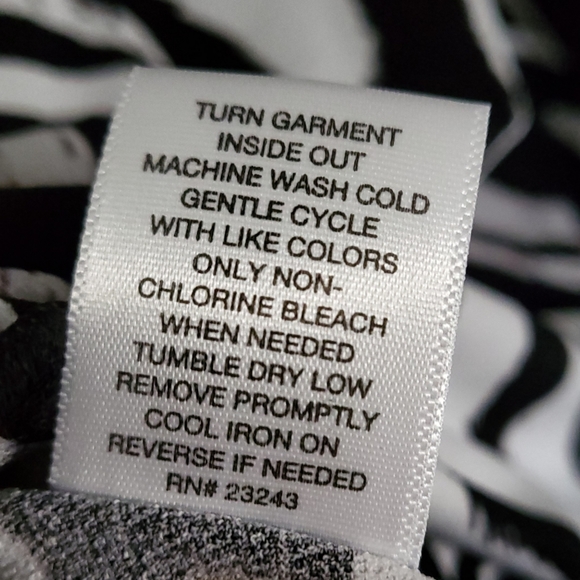 TURN GARMENT
INSIDE OUT
MACHINE WASH COLD
GENTLE CYCLE
WITH LIKE COLORS
ONLY NON-
CHLORINE BLEACH
WHEN NEEDED
TUMBLE DRY LOW
REMOVE PROMPTLY
COOL IRON ON
REVERSE IF NEEDED
RN# 23243